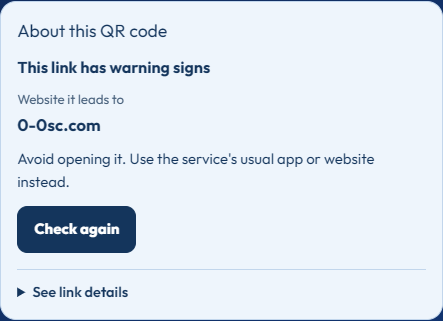 About this QR code
This link has warning signs
Website it leads to
0-0sc.com
Avoid opening it. Use the service's usual app or website
instead.
Check again
See link details